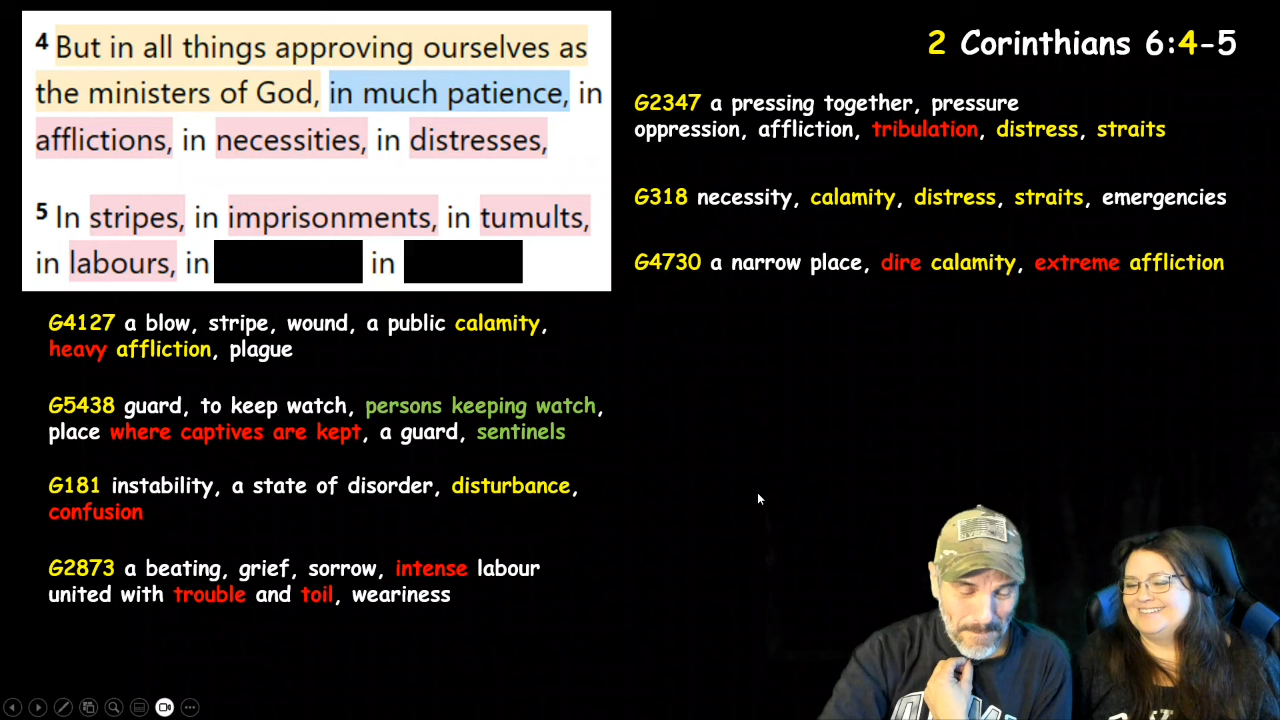 4 But in all things approving ourselves as
the ministers of God, in much patience, in
afflictions, in necessities, in distresses,
5 In stripes, in imprisonments, in tumults,
in labours, in in
2 Corinthians 6:4-5
G2347 a pressing together, pressure
oppression, affliction, tribulation, distress, straits
G318 necessity, calamity, distress, straits, emergencies
G4730 a narrow place, dire calamity, extreme affliction
G4127 a blow, stripe, wound, a public calamity,
heavy affliction, plague
G5438 guard, to keep watch, persons keeping watch,
place where captives are kept, a guard, sentinels
G181 instability, a state of disorder, disturbance,
confusion
G2873 a beating, grief, sorrow, intense labour
united with trouble and toil, weariness